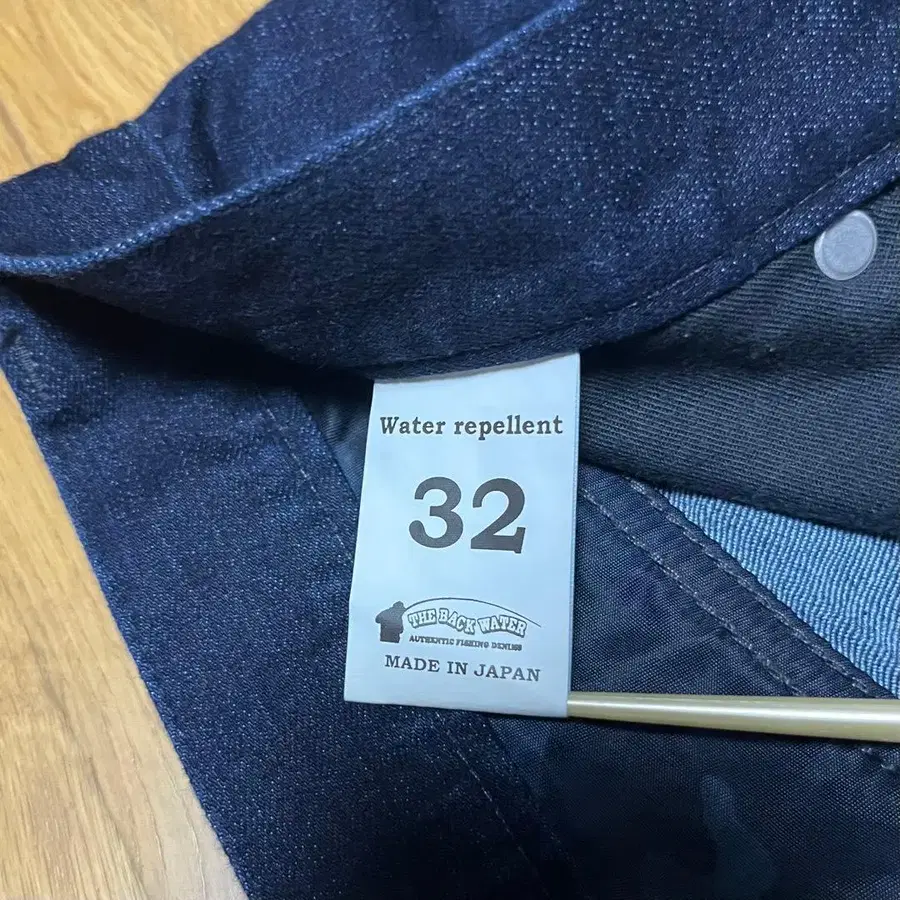 Water repellent
32
THE BACK WATER
AUTHENTIC FISHING DENIMS
MADE IN JAPAN